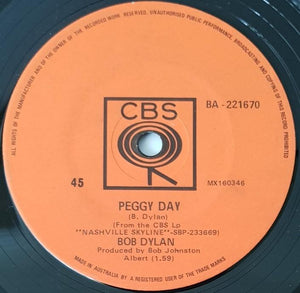 ALL RIGHTS OF THE MANUFACTURER AND OF THE OWNER OF THE RECORDED WORK RESERVED. UNAUTHORISED PUBLIC PERFORMANCE, BROADCASTING AND COPYING OF THIS RECORD PROHIBITED
CBS
BA-221670
45
MX160346
PEGGY DAY
(B. Dylan)
(From the CBS Lp
"NASHVILLE SKYLINE"-SBP-233669)
BOB DYLAN
Produced by Bob Johnston
Albert (1.59)
MADE IN AUSTRALIA BY A REGISTERED USER OF THE TRADE MARKS